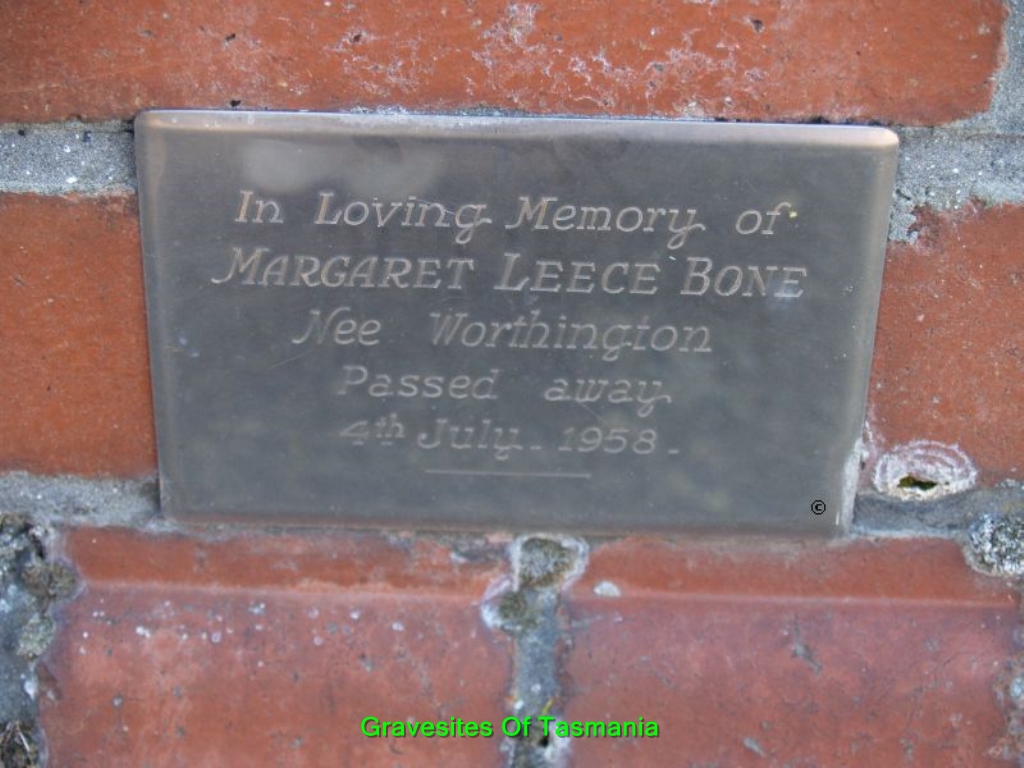 In Loving Memory of
MARGARET LEECE BONE
Nee Worthington
Passed away
4th July. 1958.
©
Gravesites Of Tasmania